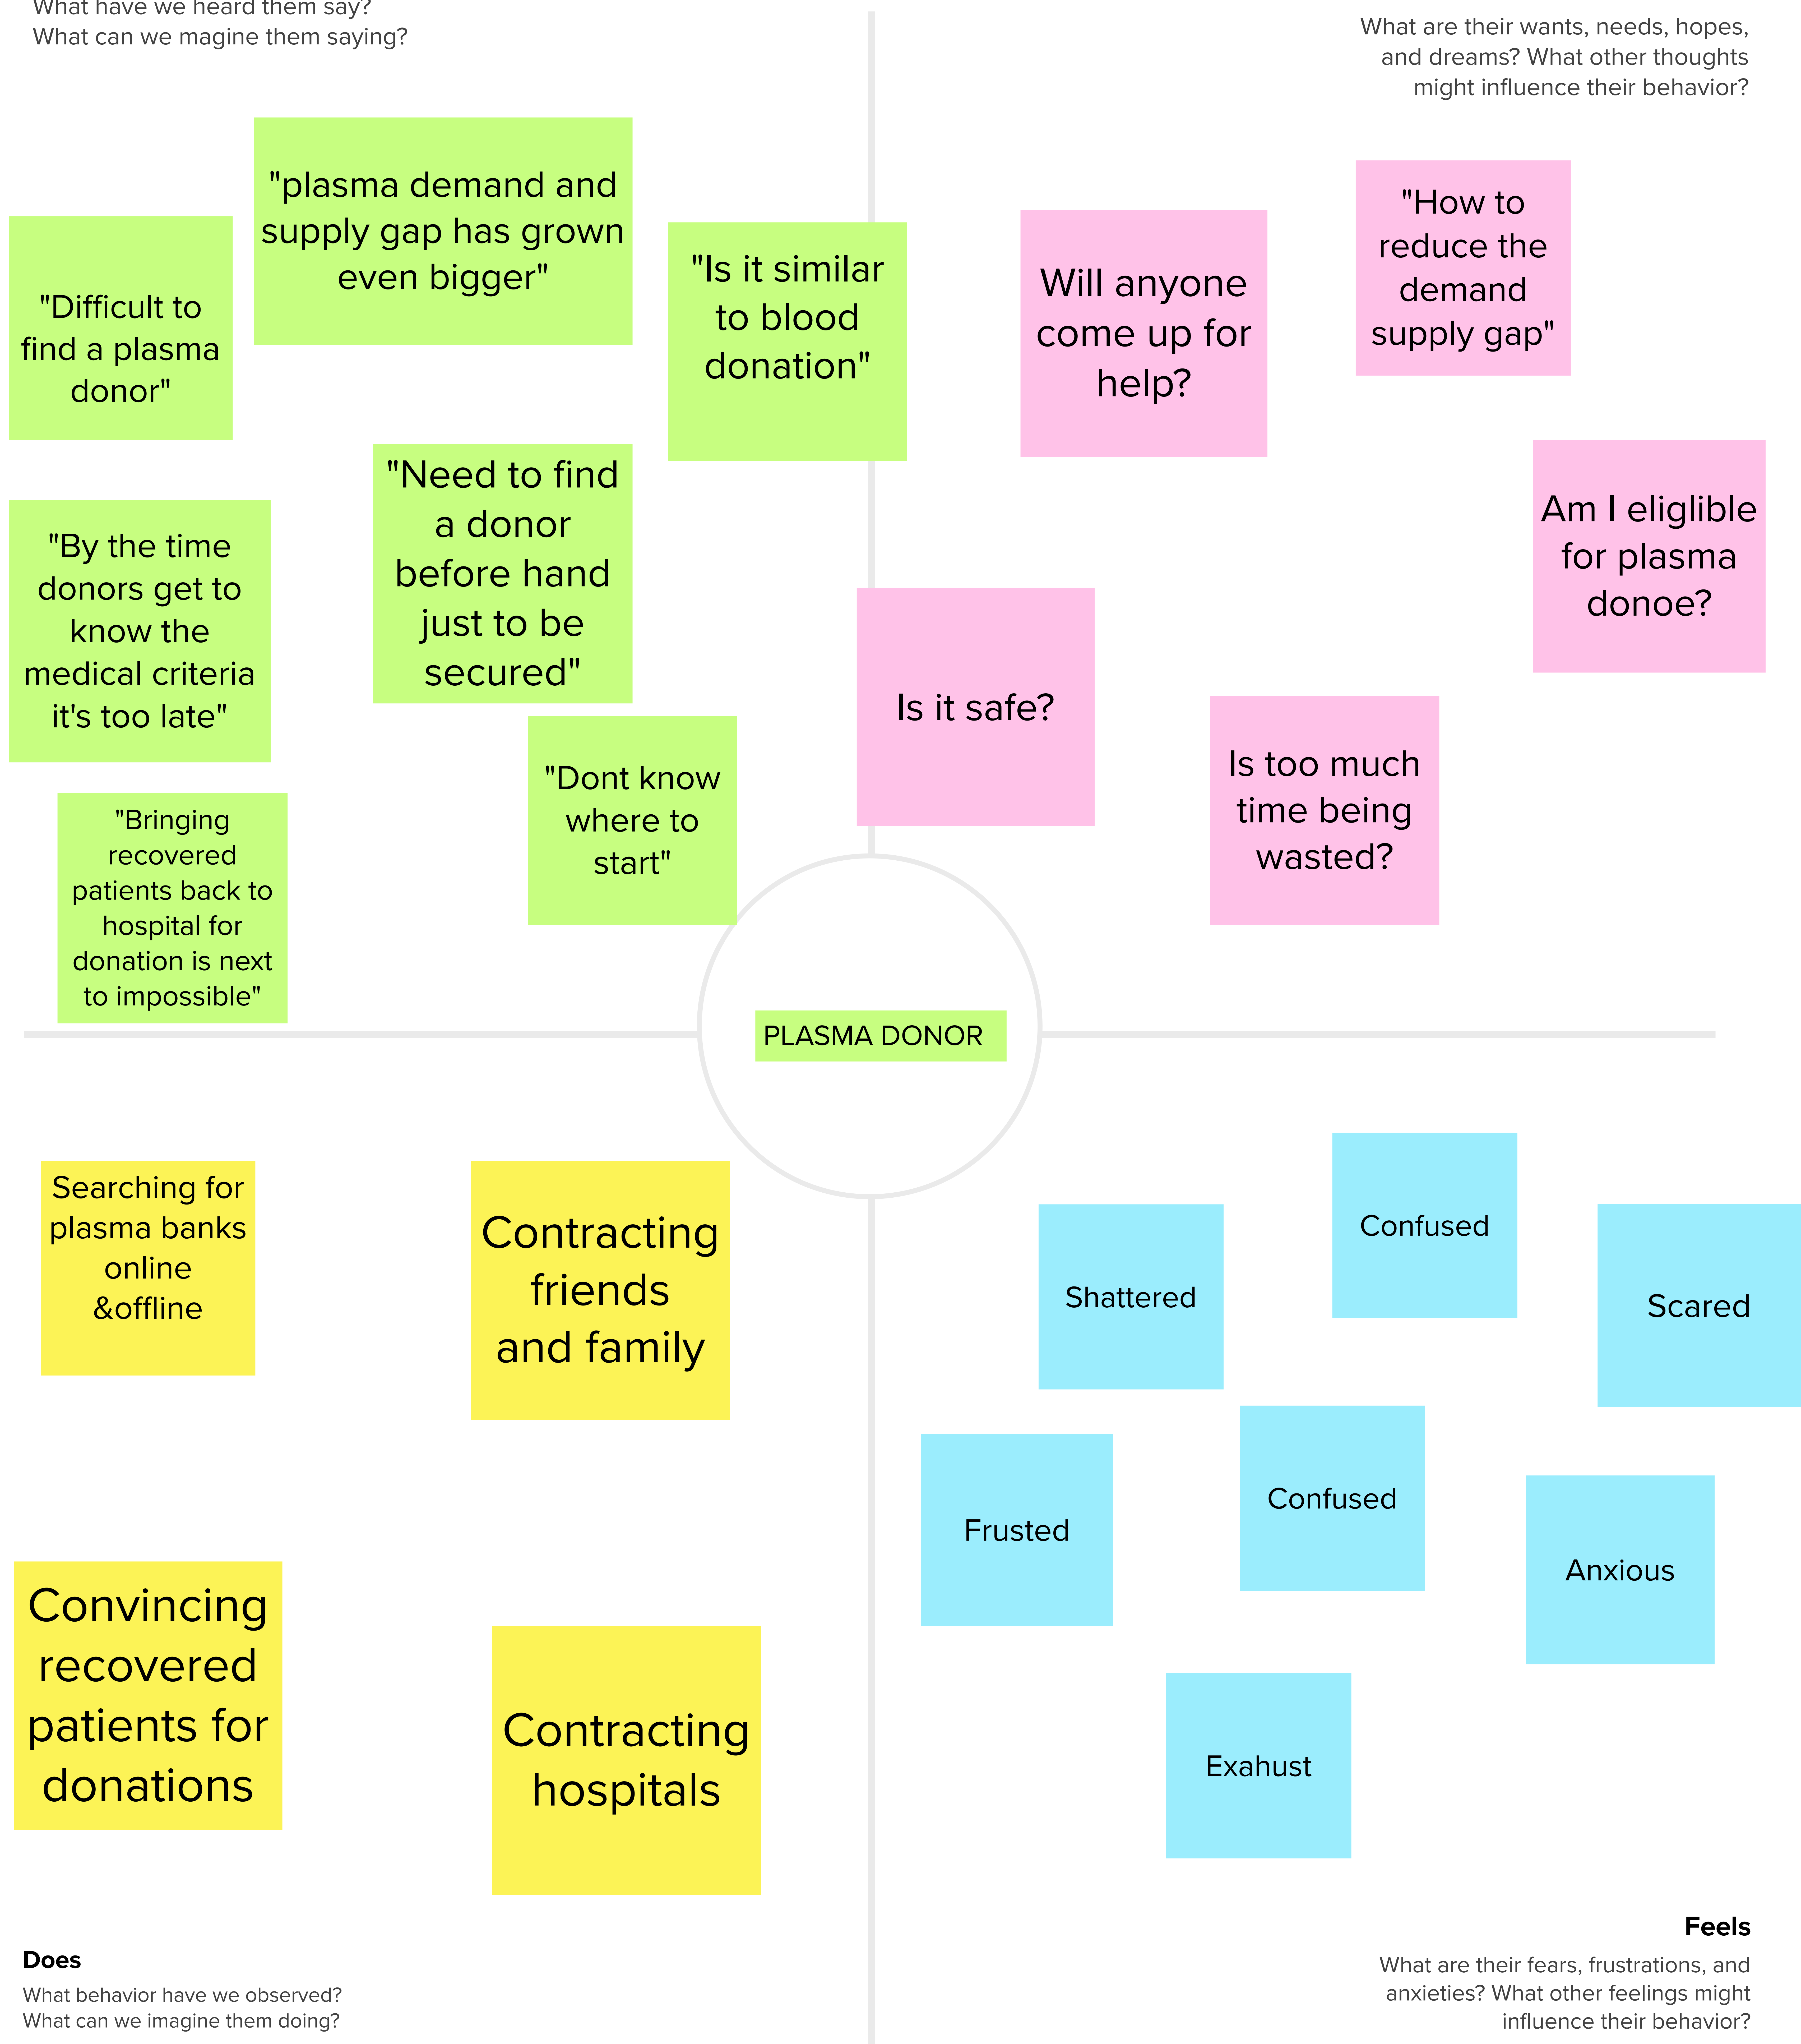 What have we heard them say?
What can we magine them saying?
"plasma demand and
supply gap has grown
even bigger"
"Difficult to
find a plasma
donor"
"Is it similar
to blood
donation"
"Need to find
a donor
before hand
just to be
secured"
"By the time
donors get to
know the
medical criteria
it's too late"
"Dont know
where to
start"
"Bringing
recovered
patients back to
hospital for
donation is next
to impossible"
What are their wants, needs, hopes,
and dreams? What other thoughts
might influence their behavior?
"How to
reduce the
demand
supply gap"
Will anyone
come up for
help?
Am I eliglible
for plasma
donoe?
Is it safe?
Is too much
time being
wasted?
PLASMA DONOR
Searching for
plasma banks
online
&offline
Contracting
friends
and family
Convincing
recovered
patients for
donations
Contracting
hospitals
Does
What behavior have we observed?
What can we imagine them doing?
Confused
Shattered
Scared
Confused
Frusted
Anxious
Exahust
Feels
What are their fears, frustrations, and
anxieties? What other feelings might
influence their behavior?